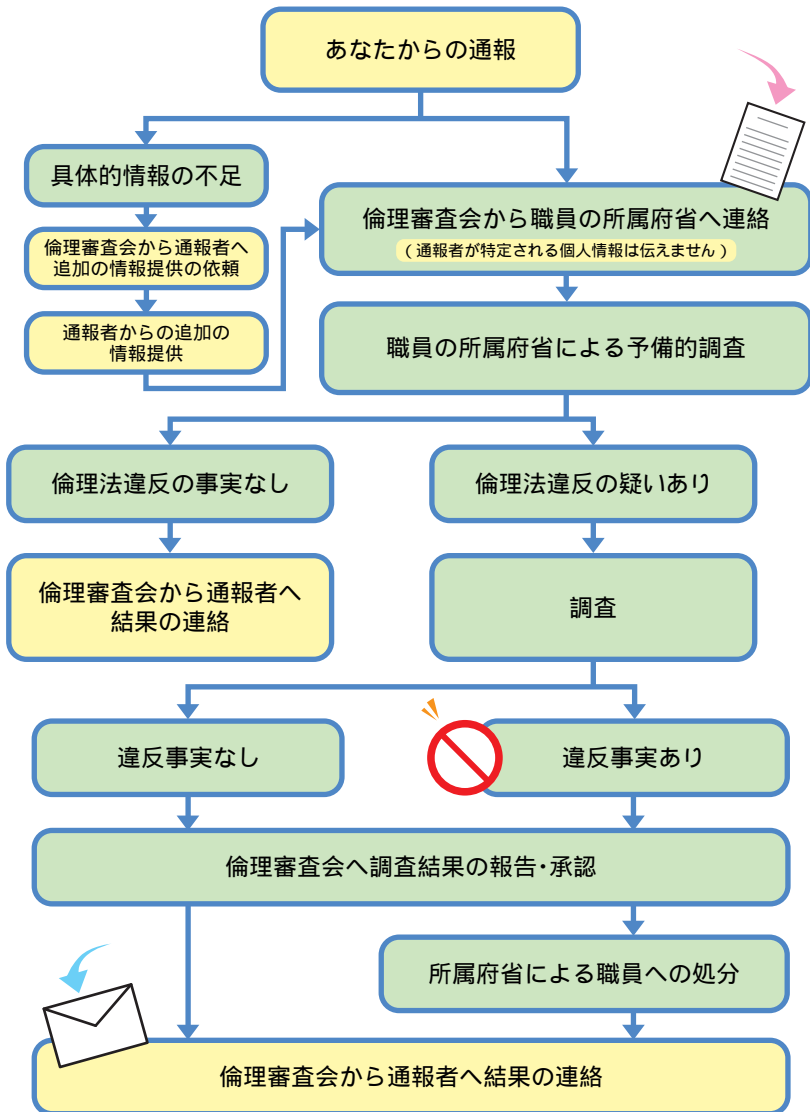 あなたからの通報
具体的情報の不足
倫理審査会から通報者へ
追加の情報提供の依頼
通報者からの追加の
情報提供
倫理審査会から職員の所属府省へ連絡
(通報者が特定される個人情報は伝えません)
職員の所属府省による予備的調査
倫理法違反の事実なし
倫理法違反の疑いあり
倫理審査会から通報者へ
結果の連絡
調査
違反事実なし
違反事実あり
倫理審査会へ調査結果の報告・承認
所属府省による職員への処分
倫理審査会から通報者へ結果の連絡